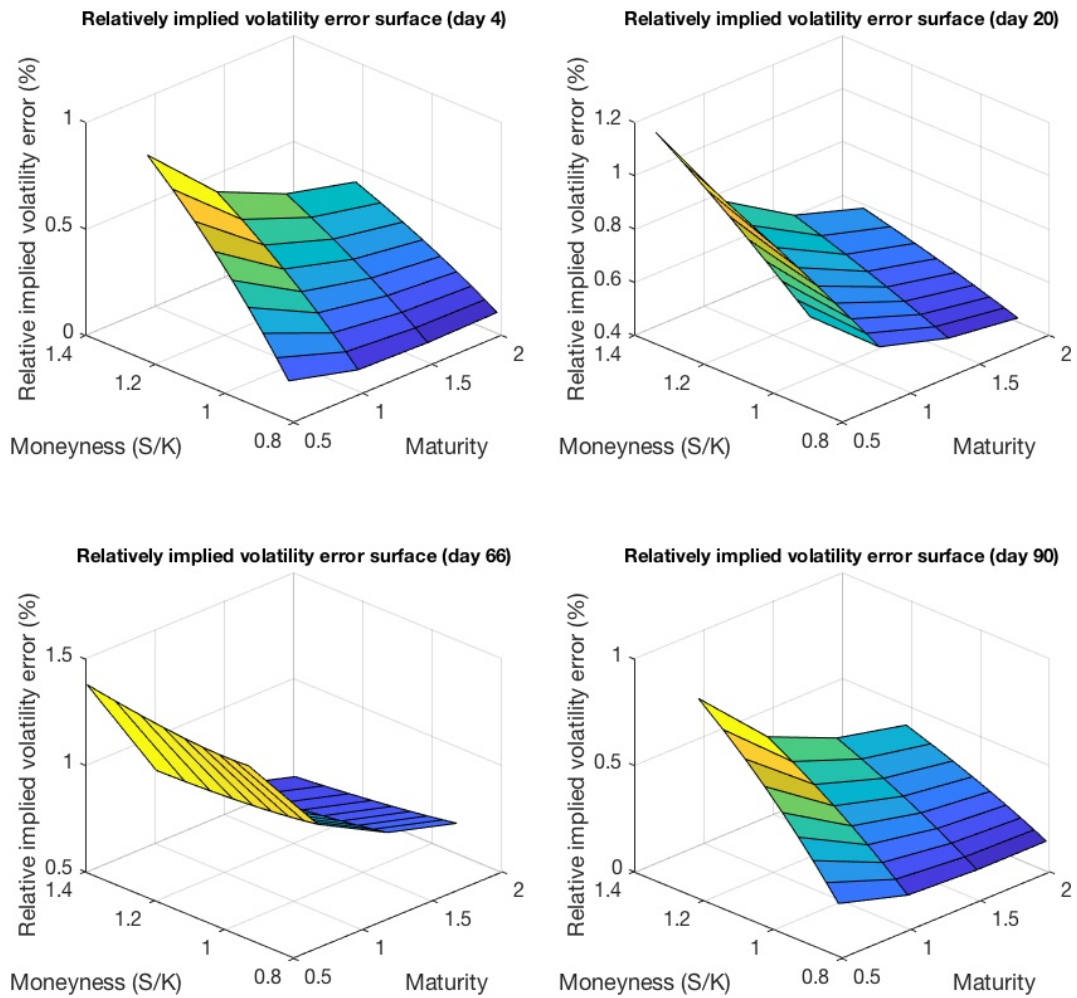 Relatively implied volatility error surface (day 4)
Relative implied volatility error (%)
1
0.5
0
1.4
1.2
1
0.8
Moneyness (S/K)
0.5
1
1.5
2
Maturity
Relatively implied volatility error surface (day 20)
Relative implied volatility error (%)
1.2
1
0.8
0.6
0.4
1.4
1.2
1
0.8
Moneyness (S/K)
0.5
1
1.5
2
Maturity
Relatively implied volatility error surface (day 66)
Relative implied volatility error (%)
1.5
1
0.5
1.4
1.2
1
0.8
Moneyness (S/K)
0.5
1
1.5
2
Maturity
Relatively implied volatility error surface (day 90)
Relative implied volatility error (%)
1
0.5
0
1.4
1.2
1
0.8
Moneyness (S/K)
0.5
1
1.5
2
Maturity